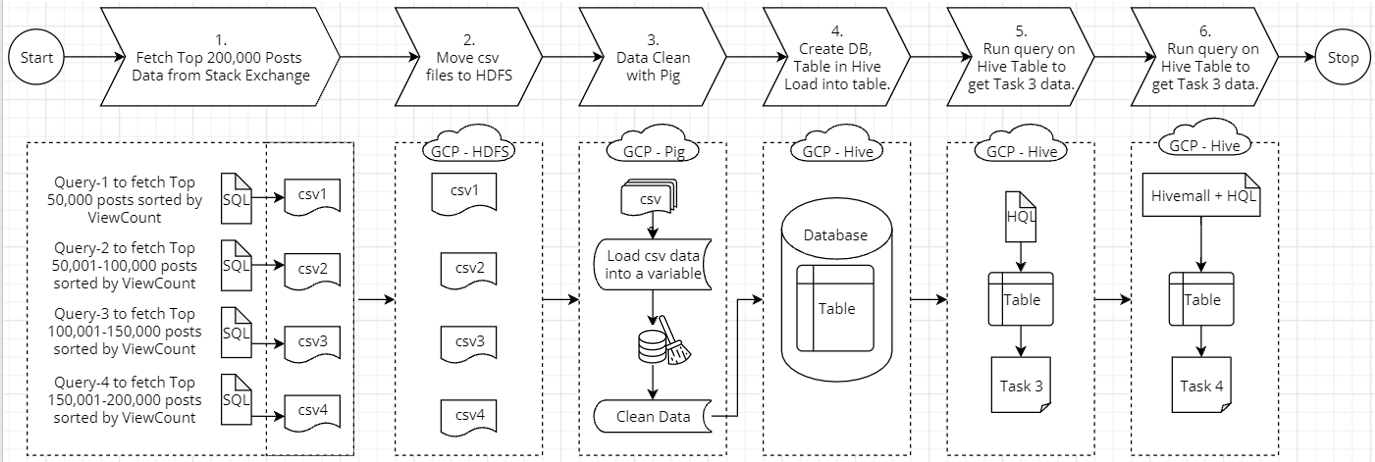 Start
1.
Fetch Top 200,000 Posts
Data from Stack Exchange
2.
Move csv
files to HDFS
3.
Data Clean
with Pig
4.
Create DB,
Table in Hive
Load into table.
5.
Run query on
Hive Table to
get Task 3 data.
6.
Run query on
Hive Table to
get Task 3 data.
Stop
Query-1 to fetch Top
50,000 posts sorted by
ViewCount
SQL
csv1
Query-2 to fetch Top
50,001-100,000 posts
sorted by ViewCount
SQL
csv2
Query-3 to fetch Top
100,001-150,000 posts
sorted by ViewCount
SQL
csv3
Query-4 to fetch Top
150,001-200,000 posts
sorted by ViewCount
SQL
csv4
GCP - HDFS
csv1
csv2
csv3
csv4
GCP - Pig
csv
Load csv data
into a variable
Clean Data
GCP - Hive
Database
Table
GCP - Hive
HQL
Table
Task 3
GCP - Hive
Hivemall + HQL
Table
Task 4